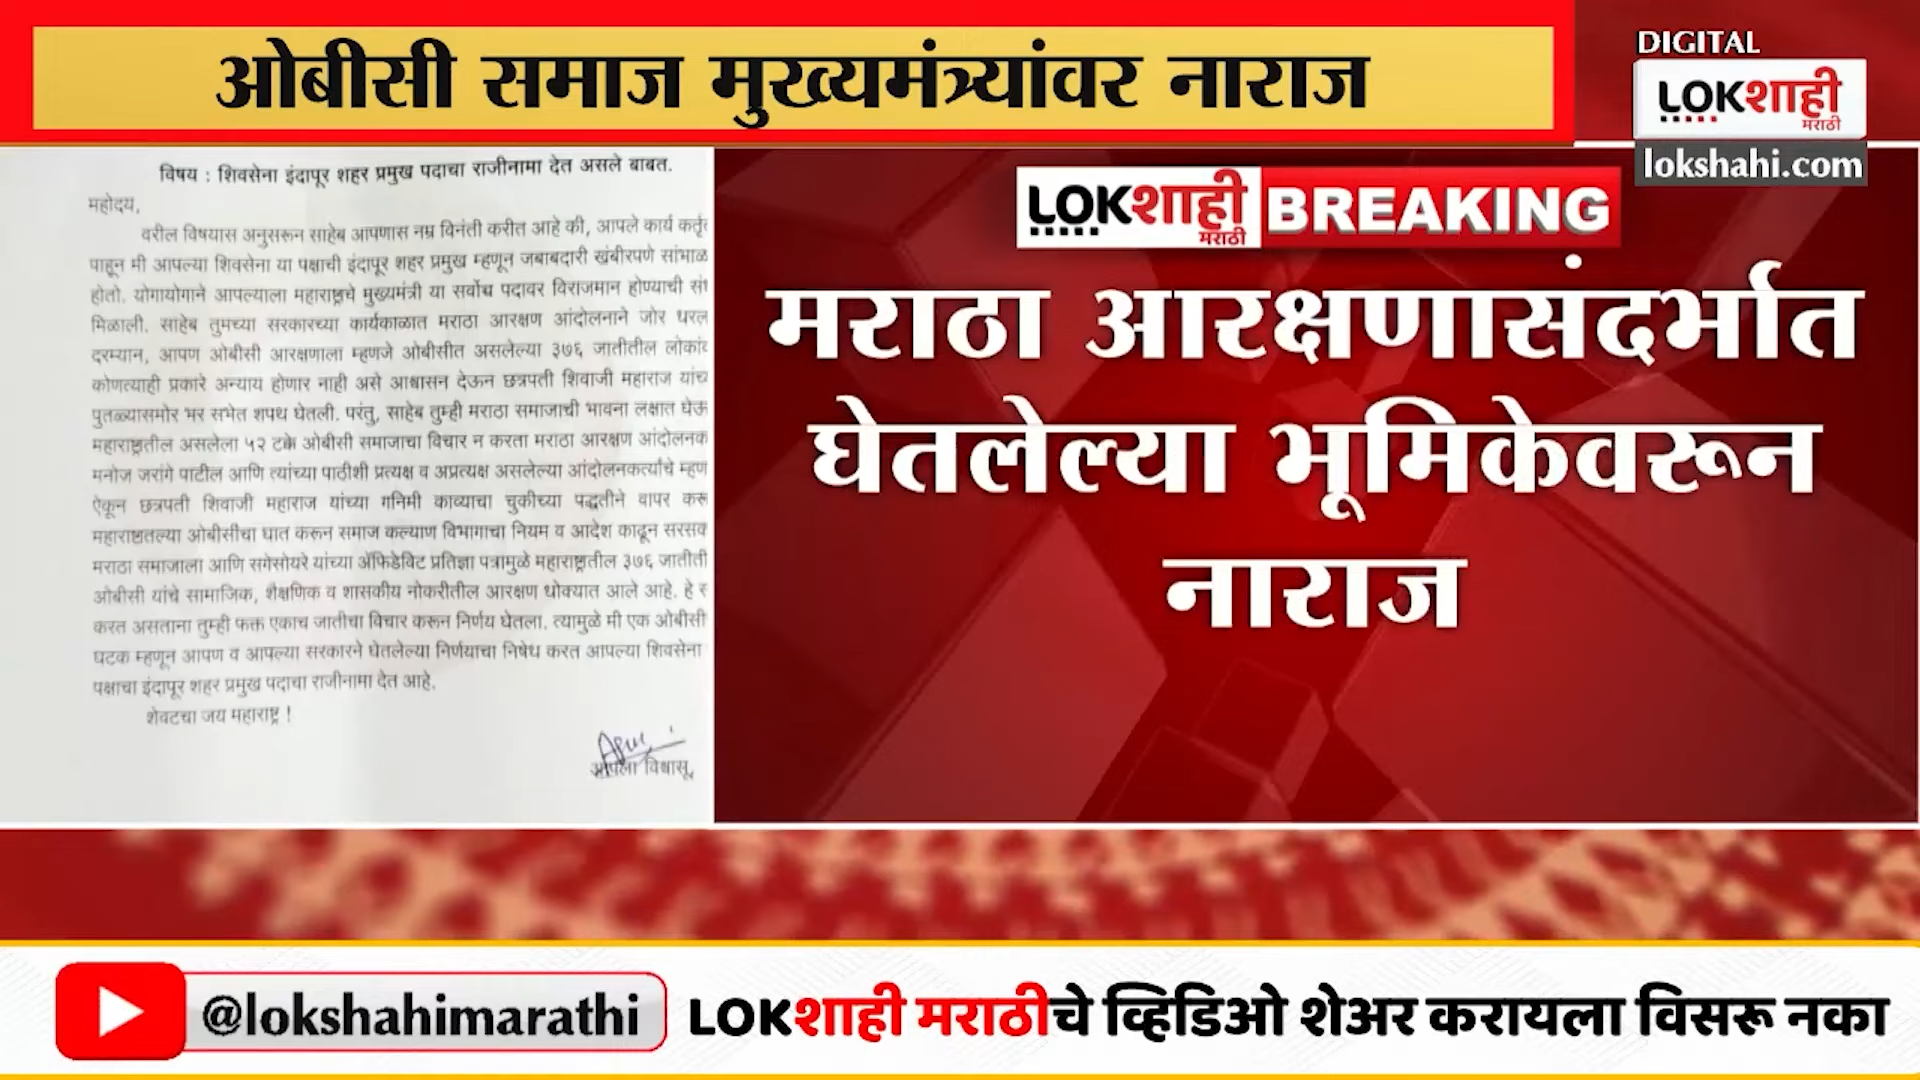 ओबीसी समाज मुख्यमंत्र्यांवर नाराज
DIGITAL
LOKशाही
मराठी
lokshahi.com
विषय : शिवसेना इंदापूर शहर प्रमुख पदाचा राजीनामा देत असले बाबत.
महोदय,
वरील विषयास अनुसरून साहेब आपणास नम्र विनंती करीत आहे की, आपले कार्य
पाहून मी आपल्या शिवसेना या पक्षाची इंदापूर शहर प्रमुख म्हणून जबाबदारी खंबीरपणे
होतो. योगायोगाने आपल्याला महाराष्ट्रचे मुख्यमंत्री या सर्वोच्च पदावर विराजमान होण्याची
मिळाली. साहेब तुमच्या सरकारच्या कार्यकाळात मराठा आरक्षण आंदोलनाने जोर
दरम्यान, आपण ओबीसी आरक्षणाला म्हणजे ओबीसीत असलेल्या ३७६ जातीतील
कोणत्याही प्रकारे अन्याय होणार नाही असे आश्वासन देऊन छत्रपती शिवाजी महाराज
पुतळ्यासमोर भर सभेत शपथ घेतली. परंतु, साहेब तुम्ही मराठा समाजाची भावना लक्षात
महाराष्ट्रातील असलेला ५२ टक्के ओबीसी समाजाचा विचार न करता मराठा आरक्षण
मनोज जरांगे पाटील आणि त्यांच्या पाठीशी प्रत्यक्ष व अप्रत्यक्ष असलेल्या आंदोलनकर्त्यांचे
ऐकून छत्रपती शिवाजी महाराज यांच्या गनिमी काव्याचा चुकीच्या पद्धतीने वापर
महाराष्टातल्या ओबीसीचा घात करून समाज कल्याण विभागाचा नियम व आदेश काढून
मराठा समाजाला आणि सगेसोयरे यांच्या ॲफिडेविट प्रतिज्ञा पत्रामुळे महाराष्ट्रातील ३७६
ओबीसी यांचे सामाजिक, शैक्षणिक व शासकीय नोकरीतील आरक्षण धोक्यात आले आहे. हे
करत असताना तुम्ही फक्त एकाच जातीचा विचार करून निर्णय घेतला. त्यामुळे मी एक ओबीसी
घटक म्हणून आपण व आपल्या सरकारने घेतलेल्या निर्णयाचा निषेध करत आपल्या शिवसेना
पक्षाचा इंदापूर शहर प्रमुख पदाचा राजीनामा देत आहे.
शेवटचा जय महाराष्ट्र !
आपला विश्वासू,
LOKशाही मराठी BREAKING
मराठा आरक्षणासंदर्भात
घेतलेल्या भूमिकेवरून
नाराज
@lokshahimarathi LOKशाही मराठीचे व्हिडिओ शेअर करायला विसरू नका